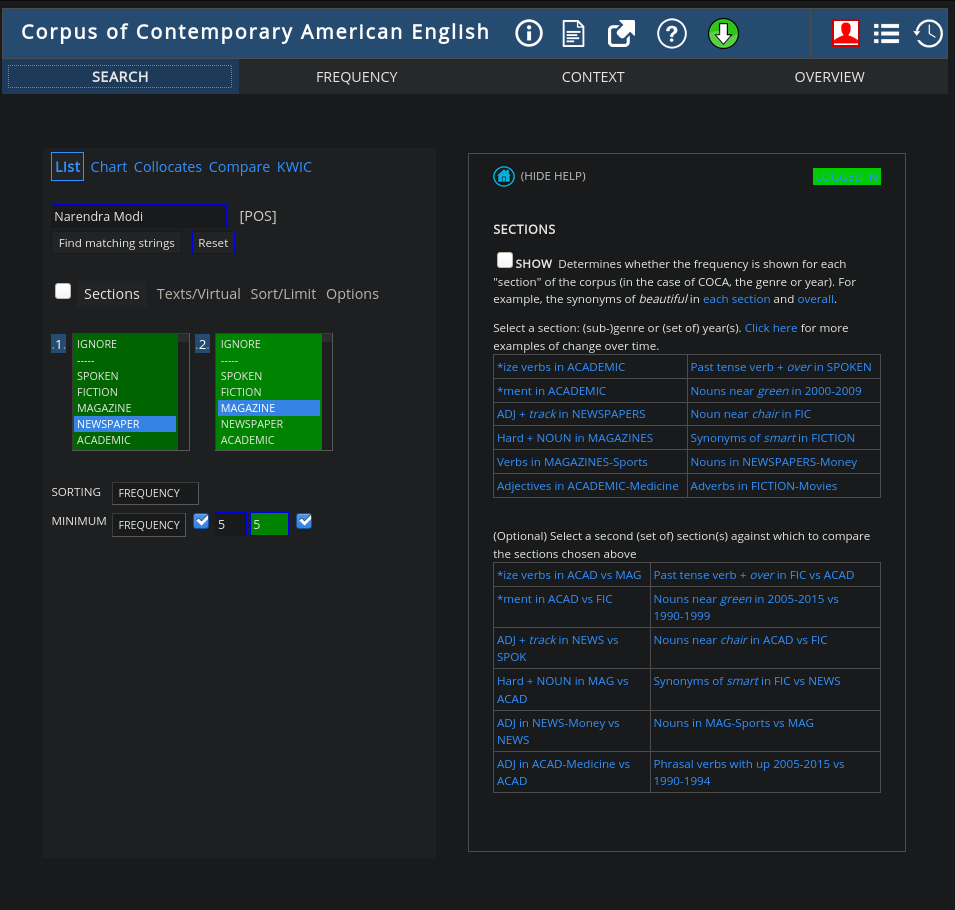 Corpus of Contemporary American English
SEARCH FREQUENCY CONTEXT OVERVIEW
List Chart Collocates Compare KWIC
Narendra Modi [POS]
Find matching strings Reset
Sections Texts/Virtual Sort/Limit Options
.1. IGNORE
-----
SPOKEN
FICTION
MAGAZINE
NEWSPAPER
ACADEMIC
.2. IGNORE
-----
SPOKEN
FICTION
MAGAZINE
NEWSPAPER
ACADEMIC
SORTING FREQUENCY
MINIMUM FREQUENCY 5 5
(HIDE HELP) LOGGED IN
SECTIONS
SHOW Determines whether the frequency is shown for each
"section" of the corpus (in the case of COCA, the genre or year). For
example, the synonyms of beautiful in each section and overall.
Select a section: (sub-)genre or (set of) year(s). Click here for more
examples of change over time.
*ize verbs in ACADEMIC Past tense verb + over in SPOKEN
*ment in ACADEMIC Nouns near green in 2000-2009
ADJ + track in NEWSPAPERS Noun near chair in FIC
Hard + NOUN in MAGAZINES Synonyms of smart in FICTION
Verbs in MAGAZINES-Sports Nouns in NEWSPAPERS-Money
Adjectives in ACADEMIC-Medicine Adverbs in FICTION-Movies
(Optional) Select a second (set of) section(s) against which to compare
the sections chosen above
*ize verbs in ACAD vs MAG Past tense verb + over in FIC vs ACAD
*ment in ACAD vs FIC Nouns near green in 2005-2015 vs
1990-1999
ADJ + track in NEWS vs
SPOK
Nouns near chair in ACAD vs FIC
Hard + NOUN in MAG vs
ACAD
Synonyms of smart in FIC vs NEWS
ADJ in NEWS-Money vs
NEWS
Nouns in MAG-Sports vs MAG
ADJ in ACAD-Medicine vs
ACAD
Phrasal verbs with up 2005-2015 vs
1990-1994